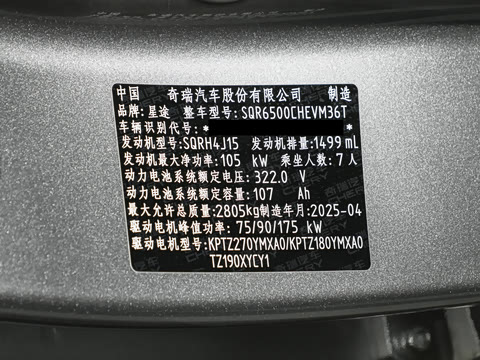 中国 奇瑞汽车股份有限公司 制造
品牌:星途 整车型号:SQR6500CHEVM36T
车辆识别代号:* *
发动机型号:SQRH4J15 发动机排量:1499 mL
发动机最大净功率:105 kW 乘坐人数:7 人
动力电池系统额定电压:322.0 V
动力电池系统额定容量:107 Ah
最大允许总质量:2805kg 制造年月:2025-04
驱动电机峰值功率:75/90/175 kW
驱动电机型号:KPTZ270YMXA0/KPTZ180YMXA0
TZ190XYCY1